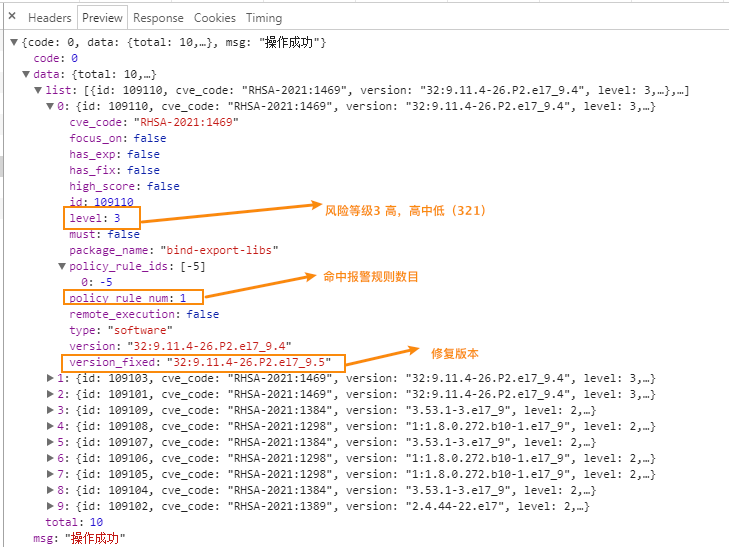 × Headers Preview Response Cookies Timing
▼{code: 0, data: {total: 10,…}, msg: "操作成功"}
code: 0
▼data: {total: 10,…}
▼list: [{id: 109110, cve_code: "RHSA-2021:1469", version: "32:9.11.4-26.P2.el7_9.4", level: 3,…},…]
▼0: {id: 109110, cve_code: "RHSA-2021:1469", version: "32:9.11.4-26.P2.el7_9.4", level: 3,…}
cve_code: "RHSA-2021:1469"
focus_on: false
has_exp: false
has_fix: false
high_score: false
id: 109110
level: 3
风险等级3 高，高中低（321）
must: false
package_name: "bind-export-libs"
▼policy_rule_ids: [-5]
0: -5
命中报警规则数目
policy_rule_num: 1
remote_execution: false
type: "software"
version: "32:9.11.4-26.P2.el7_9.4"
修复版本
version_fixed: "32:9.11.4-26.P2.el7_9.5"
▶1: {id: 109103, cve_code: "RHSA-2021:1469", version: "32:9.11.4-26.P2.el7_9.4", level: 3,…}
▶2: {id: 109101, cve_code: "RHSA-2021:1469", version: "32:9.11.4-26.P2.el7_9.4", level: 3,…}
▶3: {id: 109109, cve_code: "RHSA-2021:1384", version: "3.53.1-3.el7_9", level: 2,…}
▶4: {id: 109108, cve_code: "RHSA-2021:1298", version: "1:1.8.0.272.b10-1.el7_9", level: 2,…}
▶5: {id: 109107, cve_code: "RHSA-2021:1384", version: "3.53.1-3.el7_9", level: 2,…}
▶6: {id: 109106, cve_code: "RHSA-2021:1298", version: "1:1.8.0.272.b10-1.el7_9", level: 2,…}
▶7: {id: 109105, cve_code: "RHSA-2021:1298", version: "1:1.8.0.272.b10-1.el7_9", level: 2,…}
▶8: {id: 109104, cve_code: "RHSA-2021:1384", version: "3.53.1-3.el7_9", level: 2,…}
▶9: {id: 109102, cve_code: "RHSA-2021:1389", version: "2.4.44-22.el7", level: 2,…}
total: 10
msg: "操作成功"